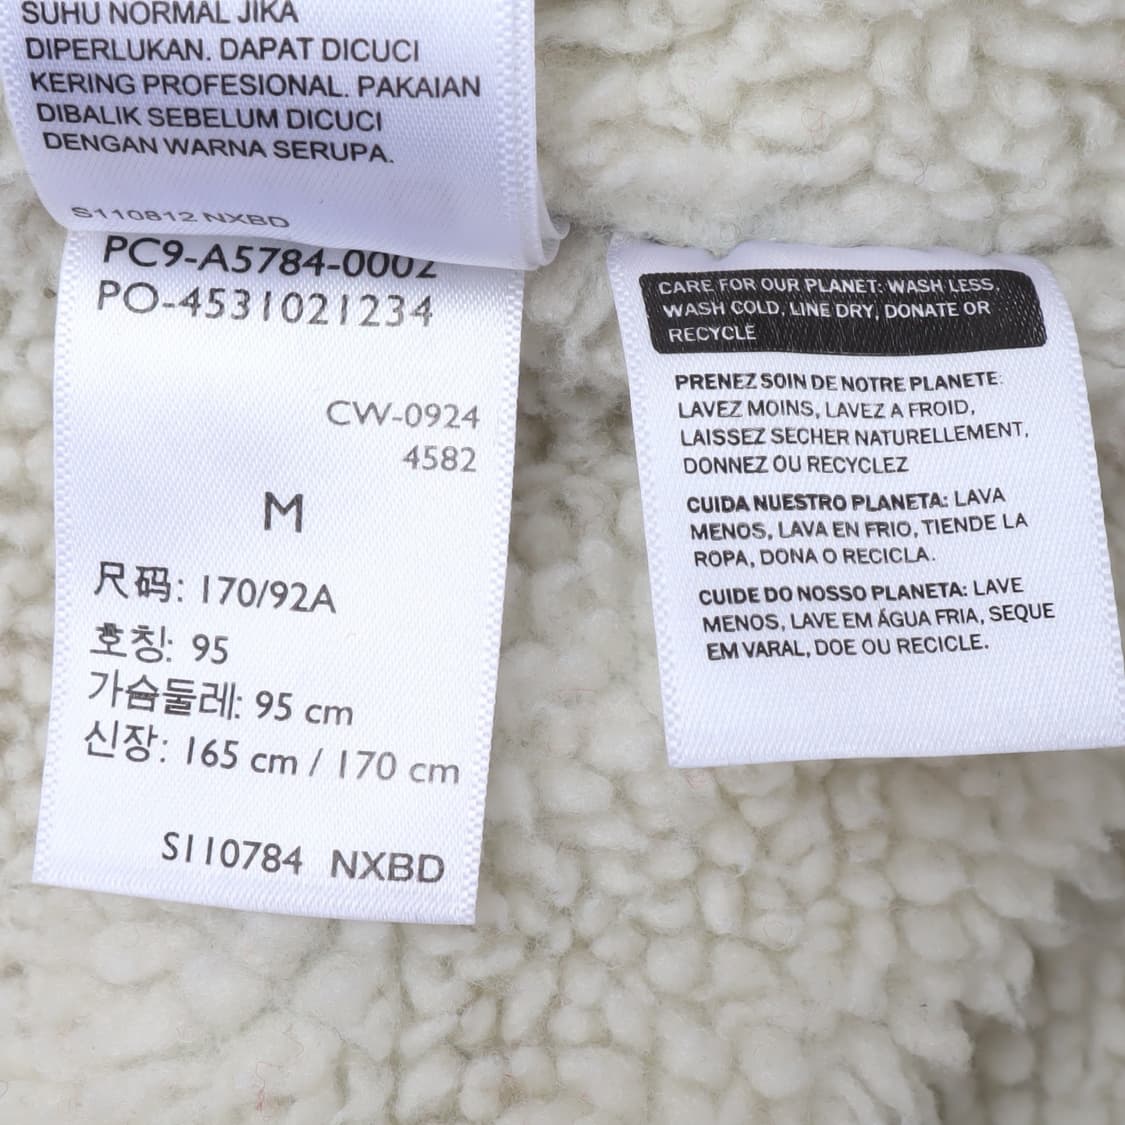 SUHU NORMAL JIKA
DIPERLUKAN. DAPAT DICUCI
KERING PROFESIONAL. PAKAIAN
DIBALIK SEBELUM DICUCI
DENGAN WARNA SERUPA.
S110812 NXBD
PC9-A5784-0002
PO-4531021234
CW-0924
4582
M
尺码: 170/92A
호칭: 95
가슴둘레: 95 cm
신장: 165 cm / 170 cm
S110784 NXBD
CARE FOR OUR PLANET: WASH LESS,
WASH COLD, LINE DRY, DONATE OR
RECYCLE
PRENEZ SOIN DE NOTRE PLANETE:
LAVEZ MOINS, LAVEZ A FROID,
LAISSEZ SECHER NATURELLEMENT,
DONNEZ OU RECYCLEZ
CUIDA NUESTRO PLANETA: LAVA
MENOS, LAVA EN FRIO, TIENDE LA
ROPA, DONA O RECICLA.
CUIDE DO NOSSO PLANETA: LAVE
MENOS, LAVE EM ÁGUA FRIA, SEQUE
EM VARAL, DOE OU RECICLE.